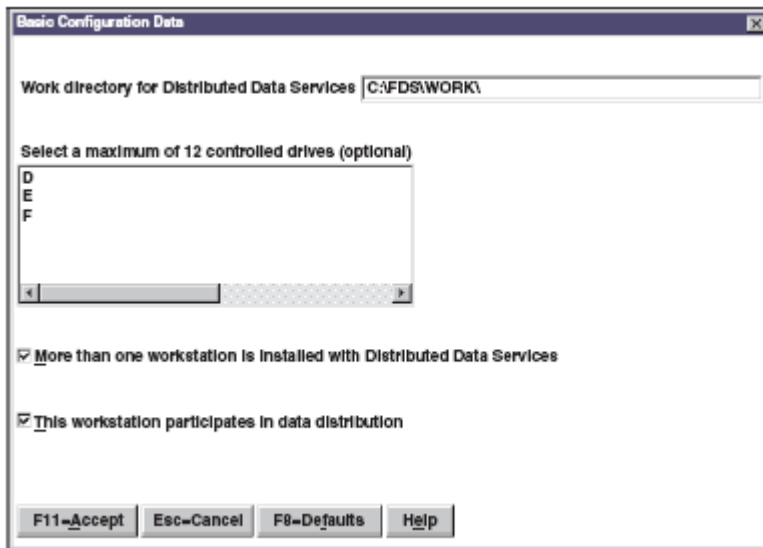 Basic Configuration Data
Work directory for Distributed Data Services C:\FDS\WORK\
Select a maximum of 12 controlled drives (optional)
D
E
F
More than one workstation is installed with Distributed Data Services
This workstation participates in data distribution
F11=Accept Esc=Cancel F8=Defaults Help